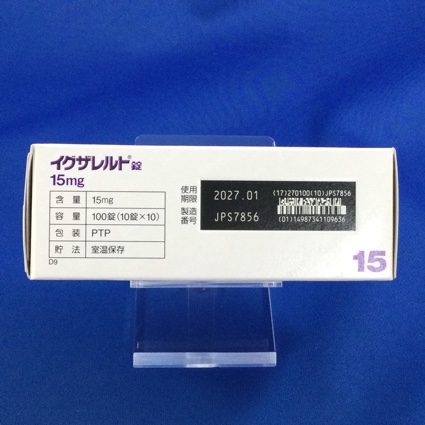 イグザレルト®錠
15mg
含 量 15mg
容 量 100錠(10錠×10)
包 装 PTP
貯 法 室温保存
D9
使用期限 2027.01
製造番号 JPS7856
(17)270100(10)JPS7856
(01)14987341109636
15